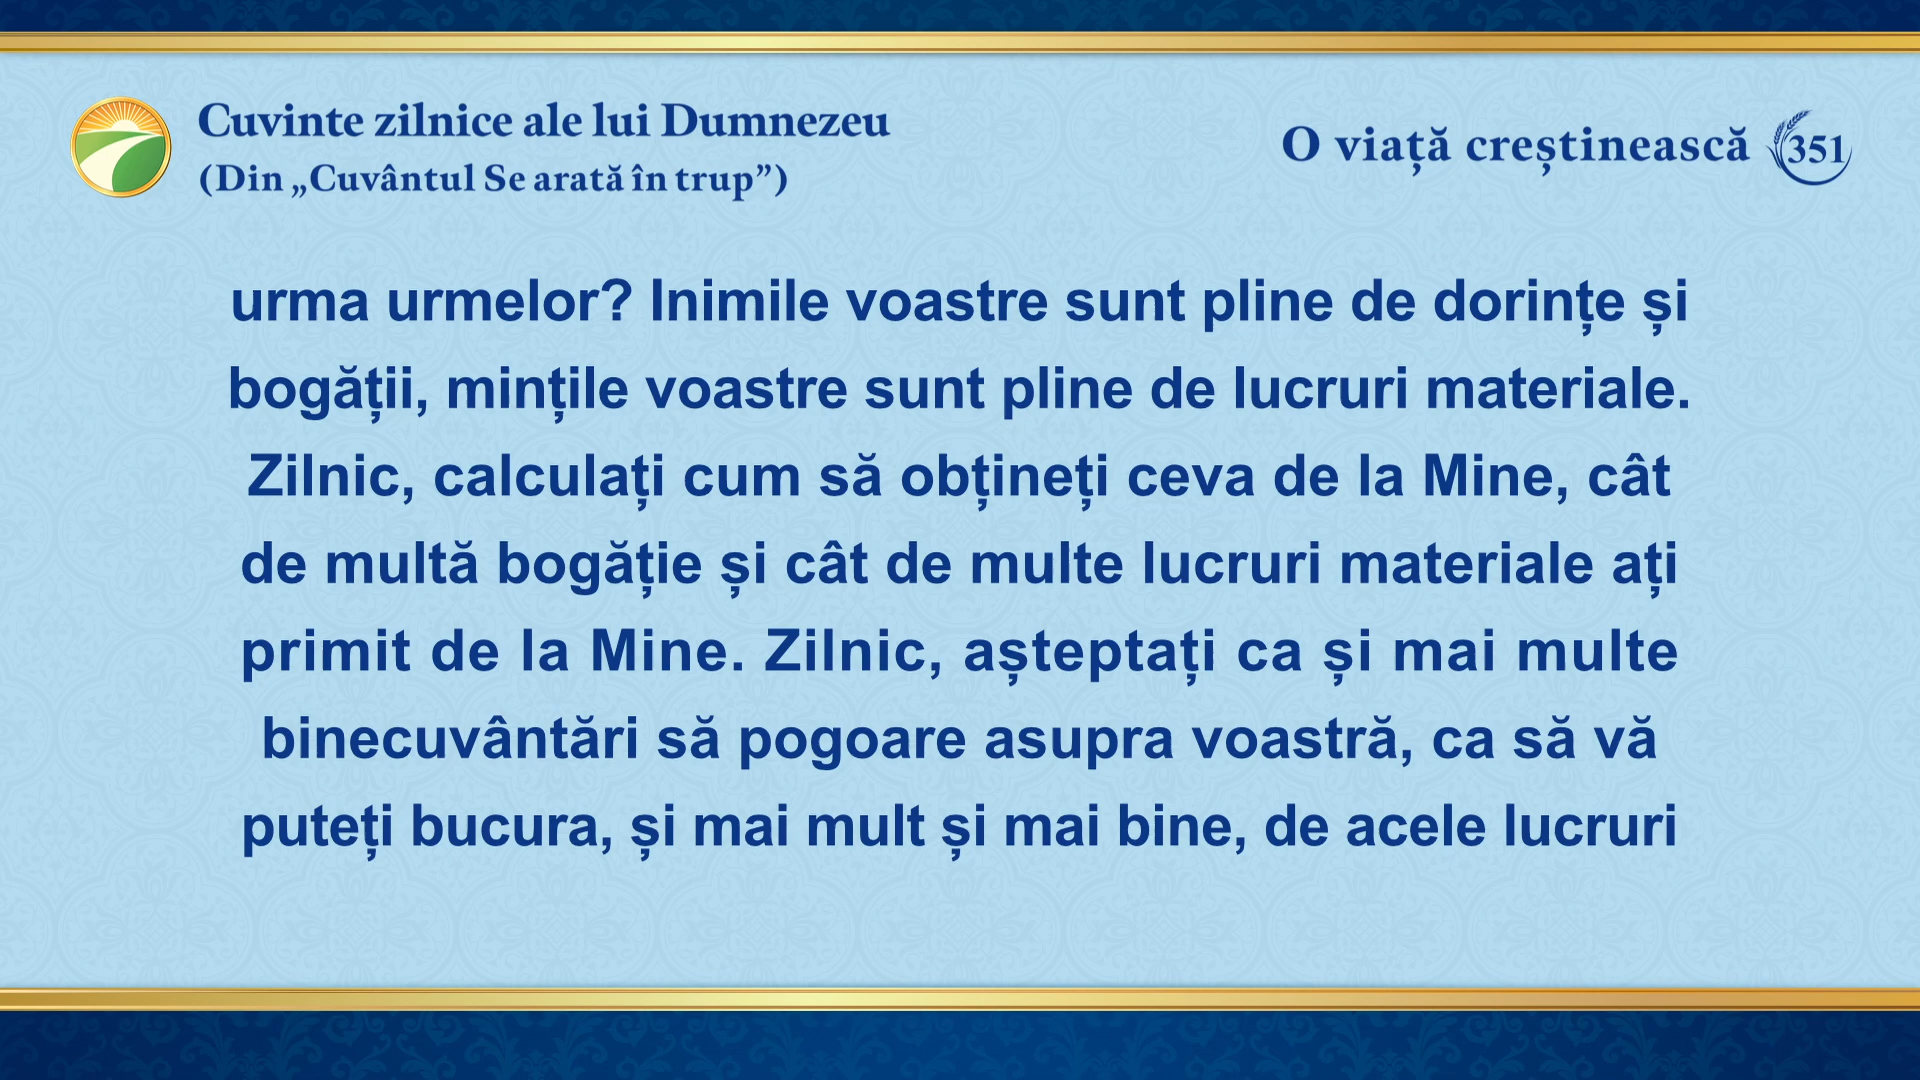 Cuvinte zilnice ale lui Dumnezeu
(Din „Cuvântul Se arată în trup”)
O viață creștinească 351
urma urmelor? Inimile voastre sunt pline de dorințe și
bogății, mințile voastre sunt pline de lucruri materiale.
Zilnic, calculați cum să obțineți ceva de la Mine, cât
de multă bogăție și cât de multe lucruri materiale ați
primit de la Mine. Zilnic, așteptați ca și mai multe
binecuvântări să pogoare asupra voastră, ca să vă
puteți bucura, și mai mult și mai bine, de acele lucruri